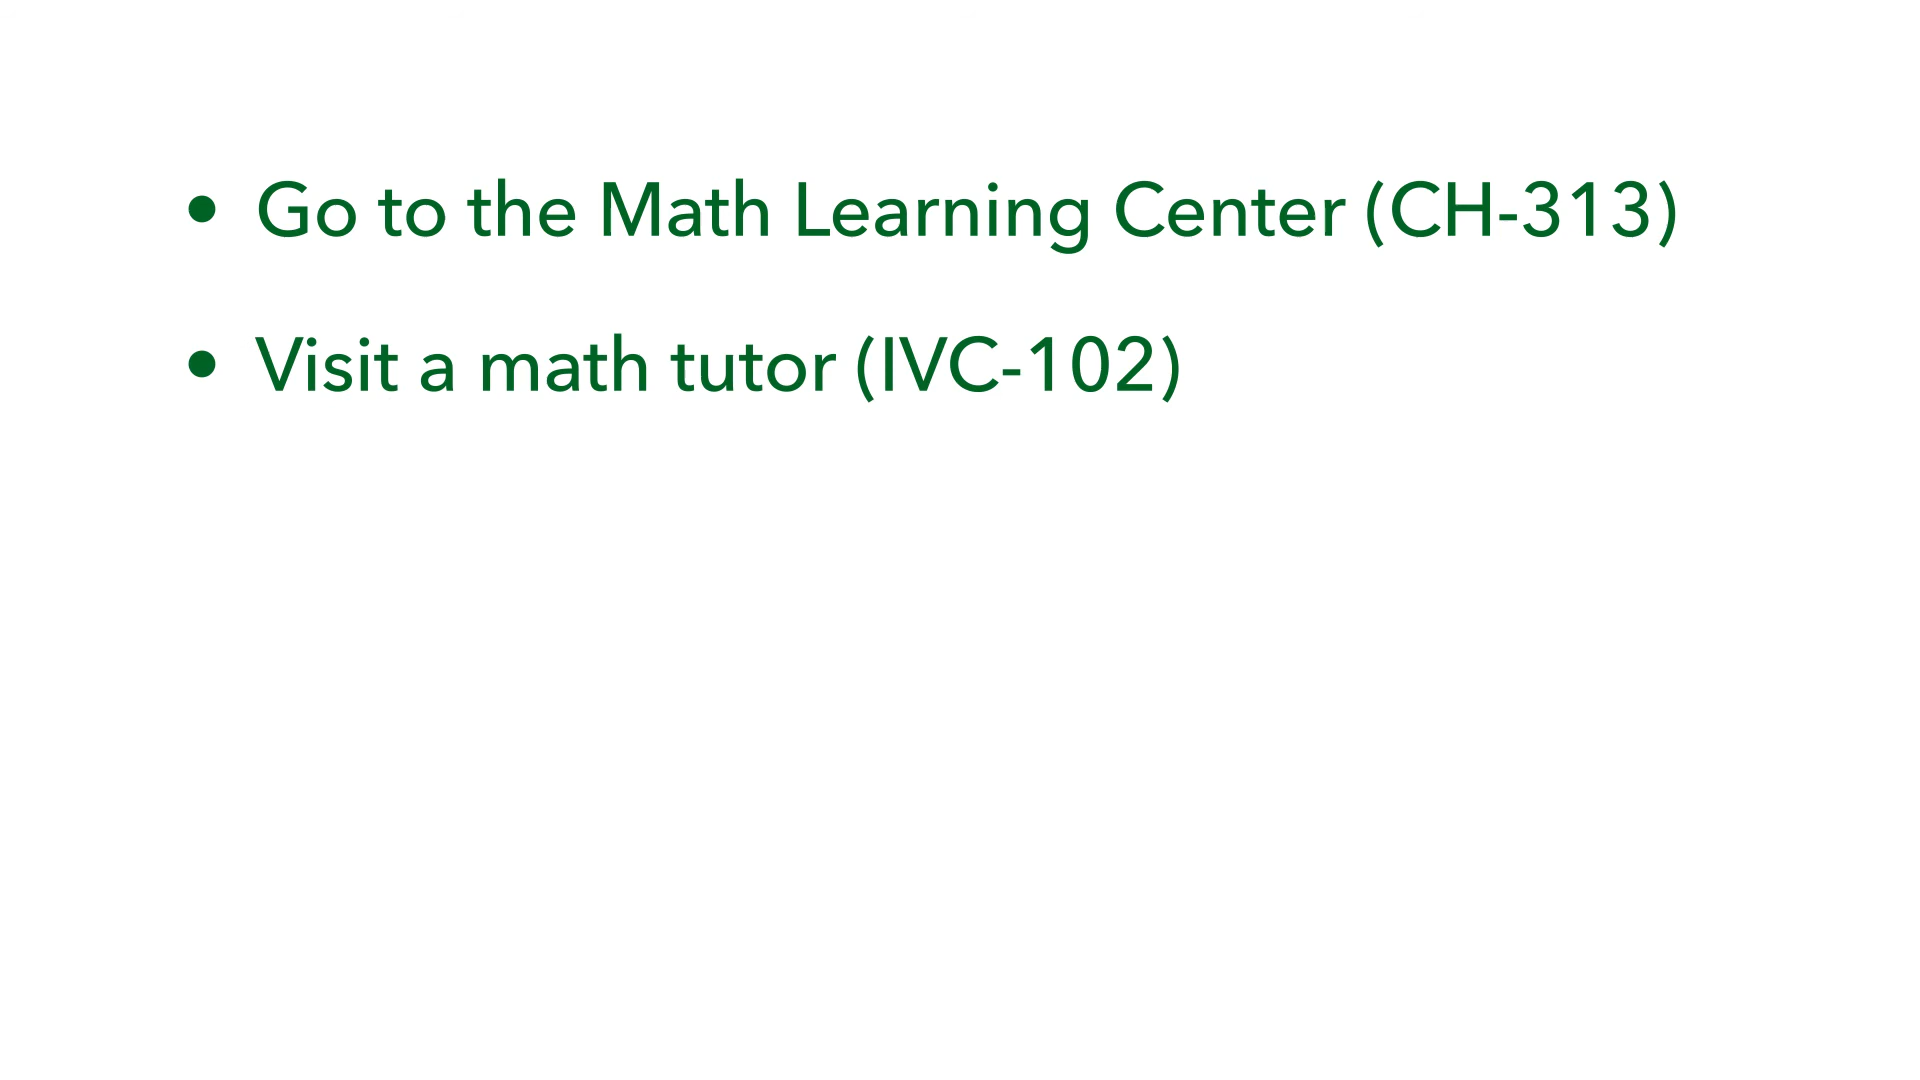 • Go to the Math Learning Center (CH-313)
• Visit a math tutor (IVC-102)